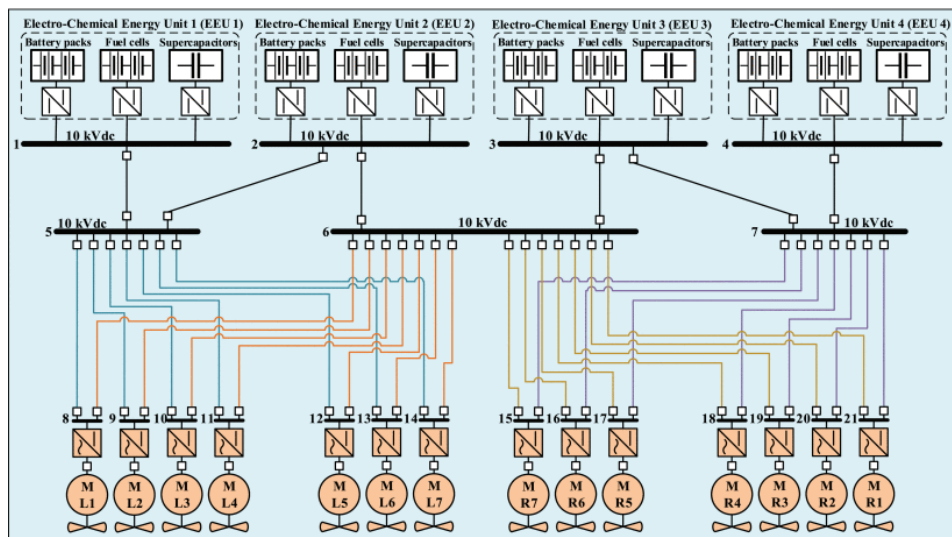 Electro-Chemical Energy Unit 1 (EEU 1) Electro-Chemical Energy Unit 2 (EEU 2) Electro-Chemical Energy Unit 3 (EEU 3) Electro-Chemical Energy Unit 4 (EEU 4)
Battery packs Fuel cells Supercapacitors Battery packs Fuel cells Supercapacitors Battery packs Fuel cells Supercapacitors Battery packs Fuel cells Supercapacitors
10 kVdc 10 kVdc 10 kVdc 10 kVdc
1 2 3 4
10 kVdc 10 kVdc 10 kVdc
5 6 7
8 9 10 11 12 13 14 15 16 17 18 19 20 21
M M M M M M M M M M M M M M
L1 L2 L3 L4 L5 L6 L7 R7 R6 R5 R4 R3 R2 R1